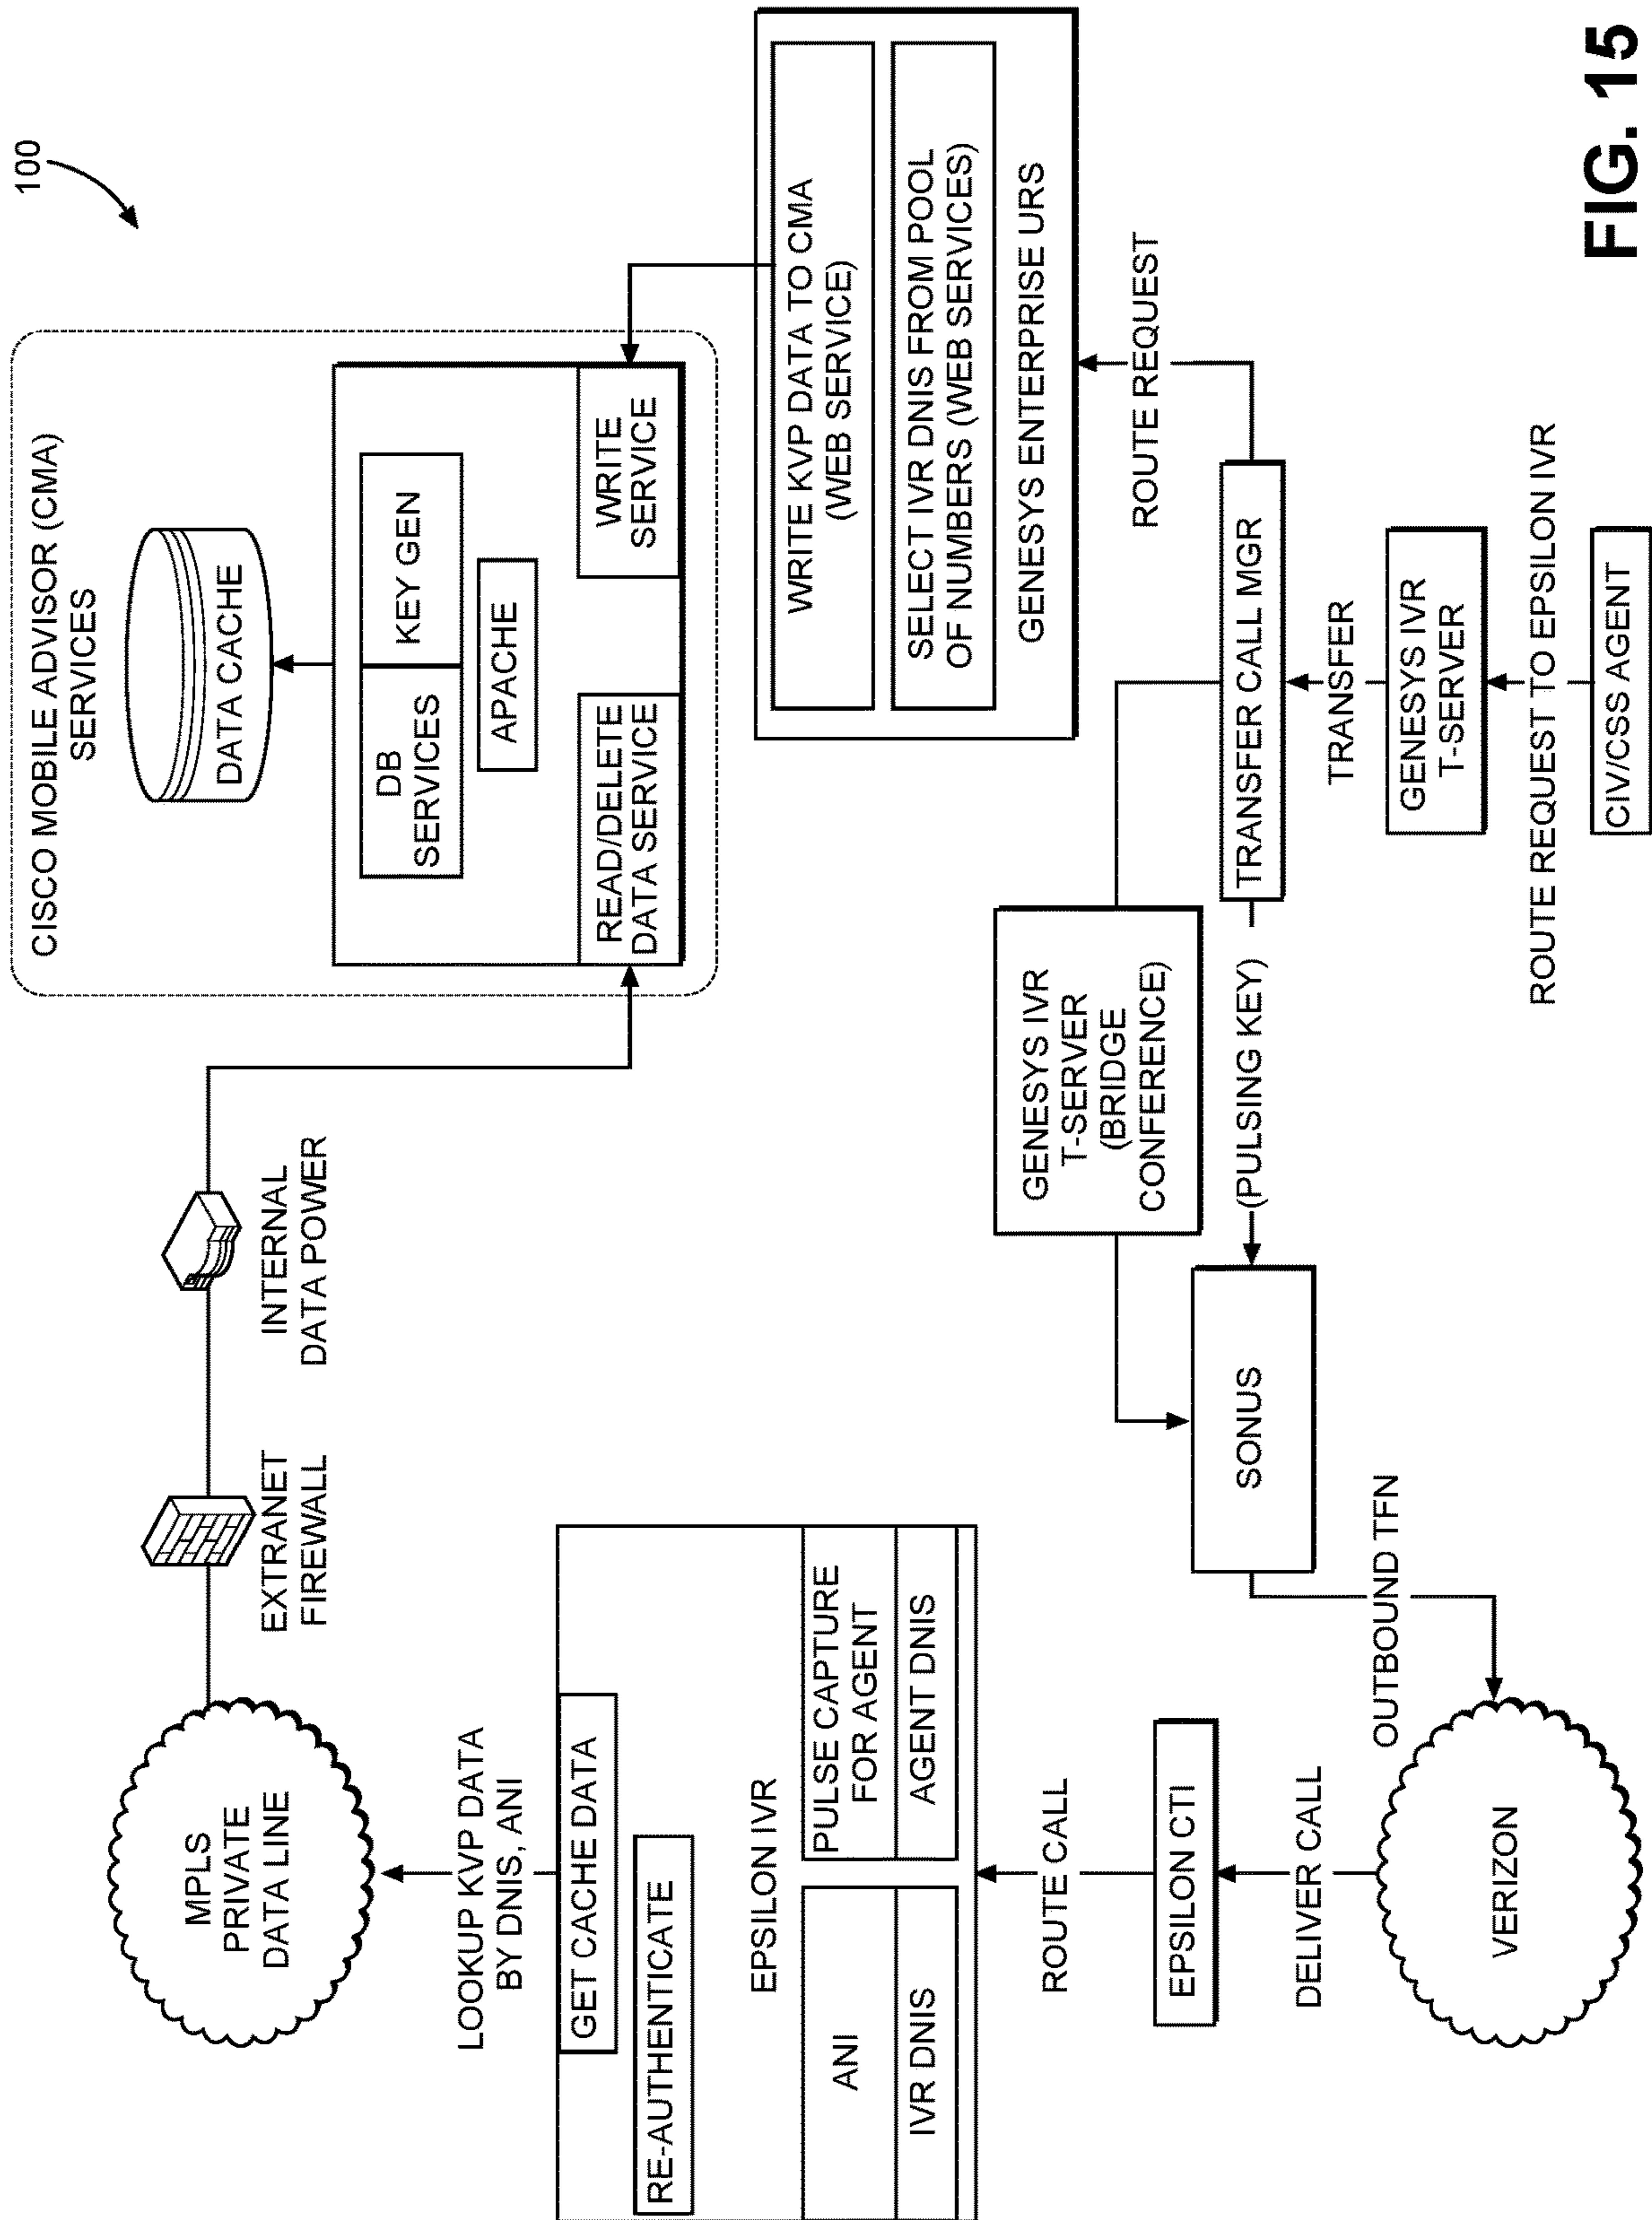 100
CISCO MOBILE ADVISOR (CMA)
SERVICES
DATA CACHE
DB
SERVICES
KEY GEN
APACHE
READ/DELETE
DATA SERVICE
WRITE
SERVICE
MPLS
PRIVATE
DATA LINE
EXTRANET
FIREWALL
INTERNAL
DATA POWER
LOOKUP KVP DATA
BY DNIS, ANI
GET CACHE DATA
RE-AUTHENTICATE
EPSILON IVR
ANI
IVR DNIS
PULSE CAPTURE
FOR AGENT
AGENT DNIS
ROUTE CALL
EPSILON CTI
DELIVER CALL
VERIZON
OUTBOUND TFN
SONUS
(PULSING KEY)
GENESYS IVR
T-SERVER
(BRIDGE
CONFERENCE)
WRITE KVP DATA TO CMA
(WEB SERVICE)
SELECT IVR DNIS FROM POOL
OF NUMBERS (WEB SERVICES)
GENESYS ENTERPRISE URS
ROUTE REQUEST
TRANSFER CALL MGR
TRANSFER
GENESYS IVR
T-SERVER
ROUTE REQUEST TO EPSILON IVR
CIV/CSS AGENT
FIG. 15